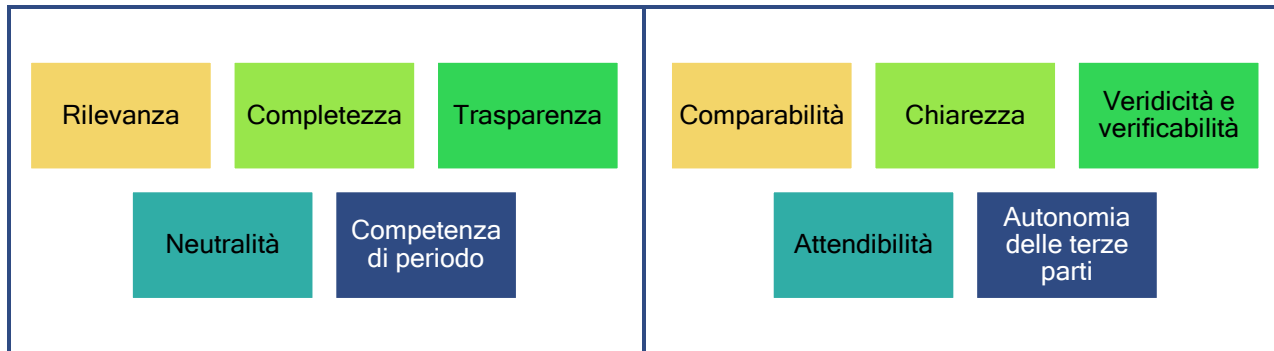 Rilevanza
Completezza
Trasparenza
Neutralità
Competenza
di periodo
Comparabilità
Chiarezza
Veridicità e
verificabilità
Attendibilità
Autonomia
delle terze
parti